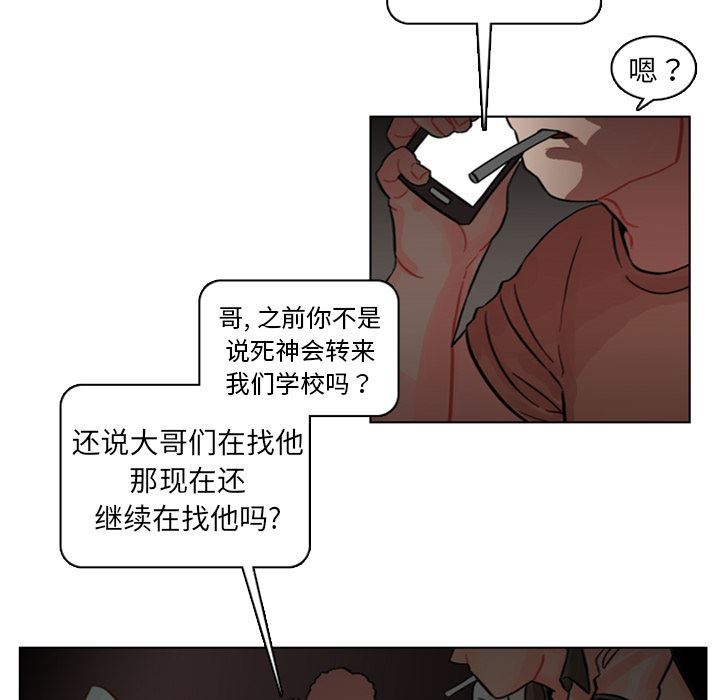 嗯？
哥, 之前你不是
说死神会转来
我们学校吗？
还说大哥们在找他
那现在还
继续在找他吗?